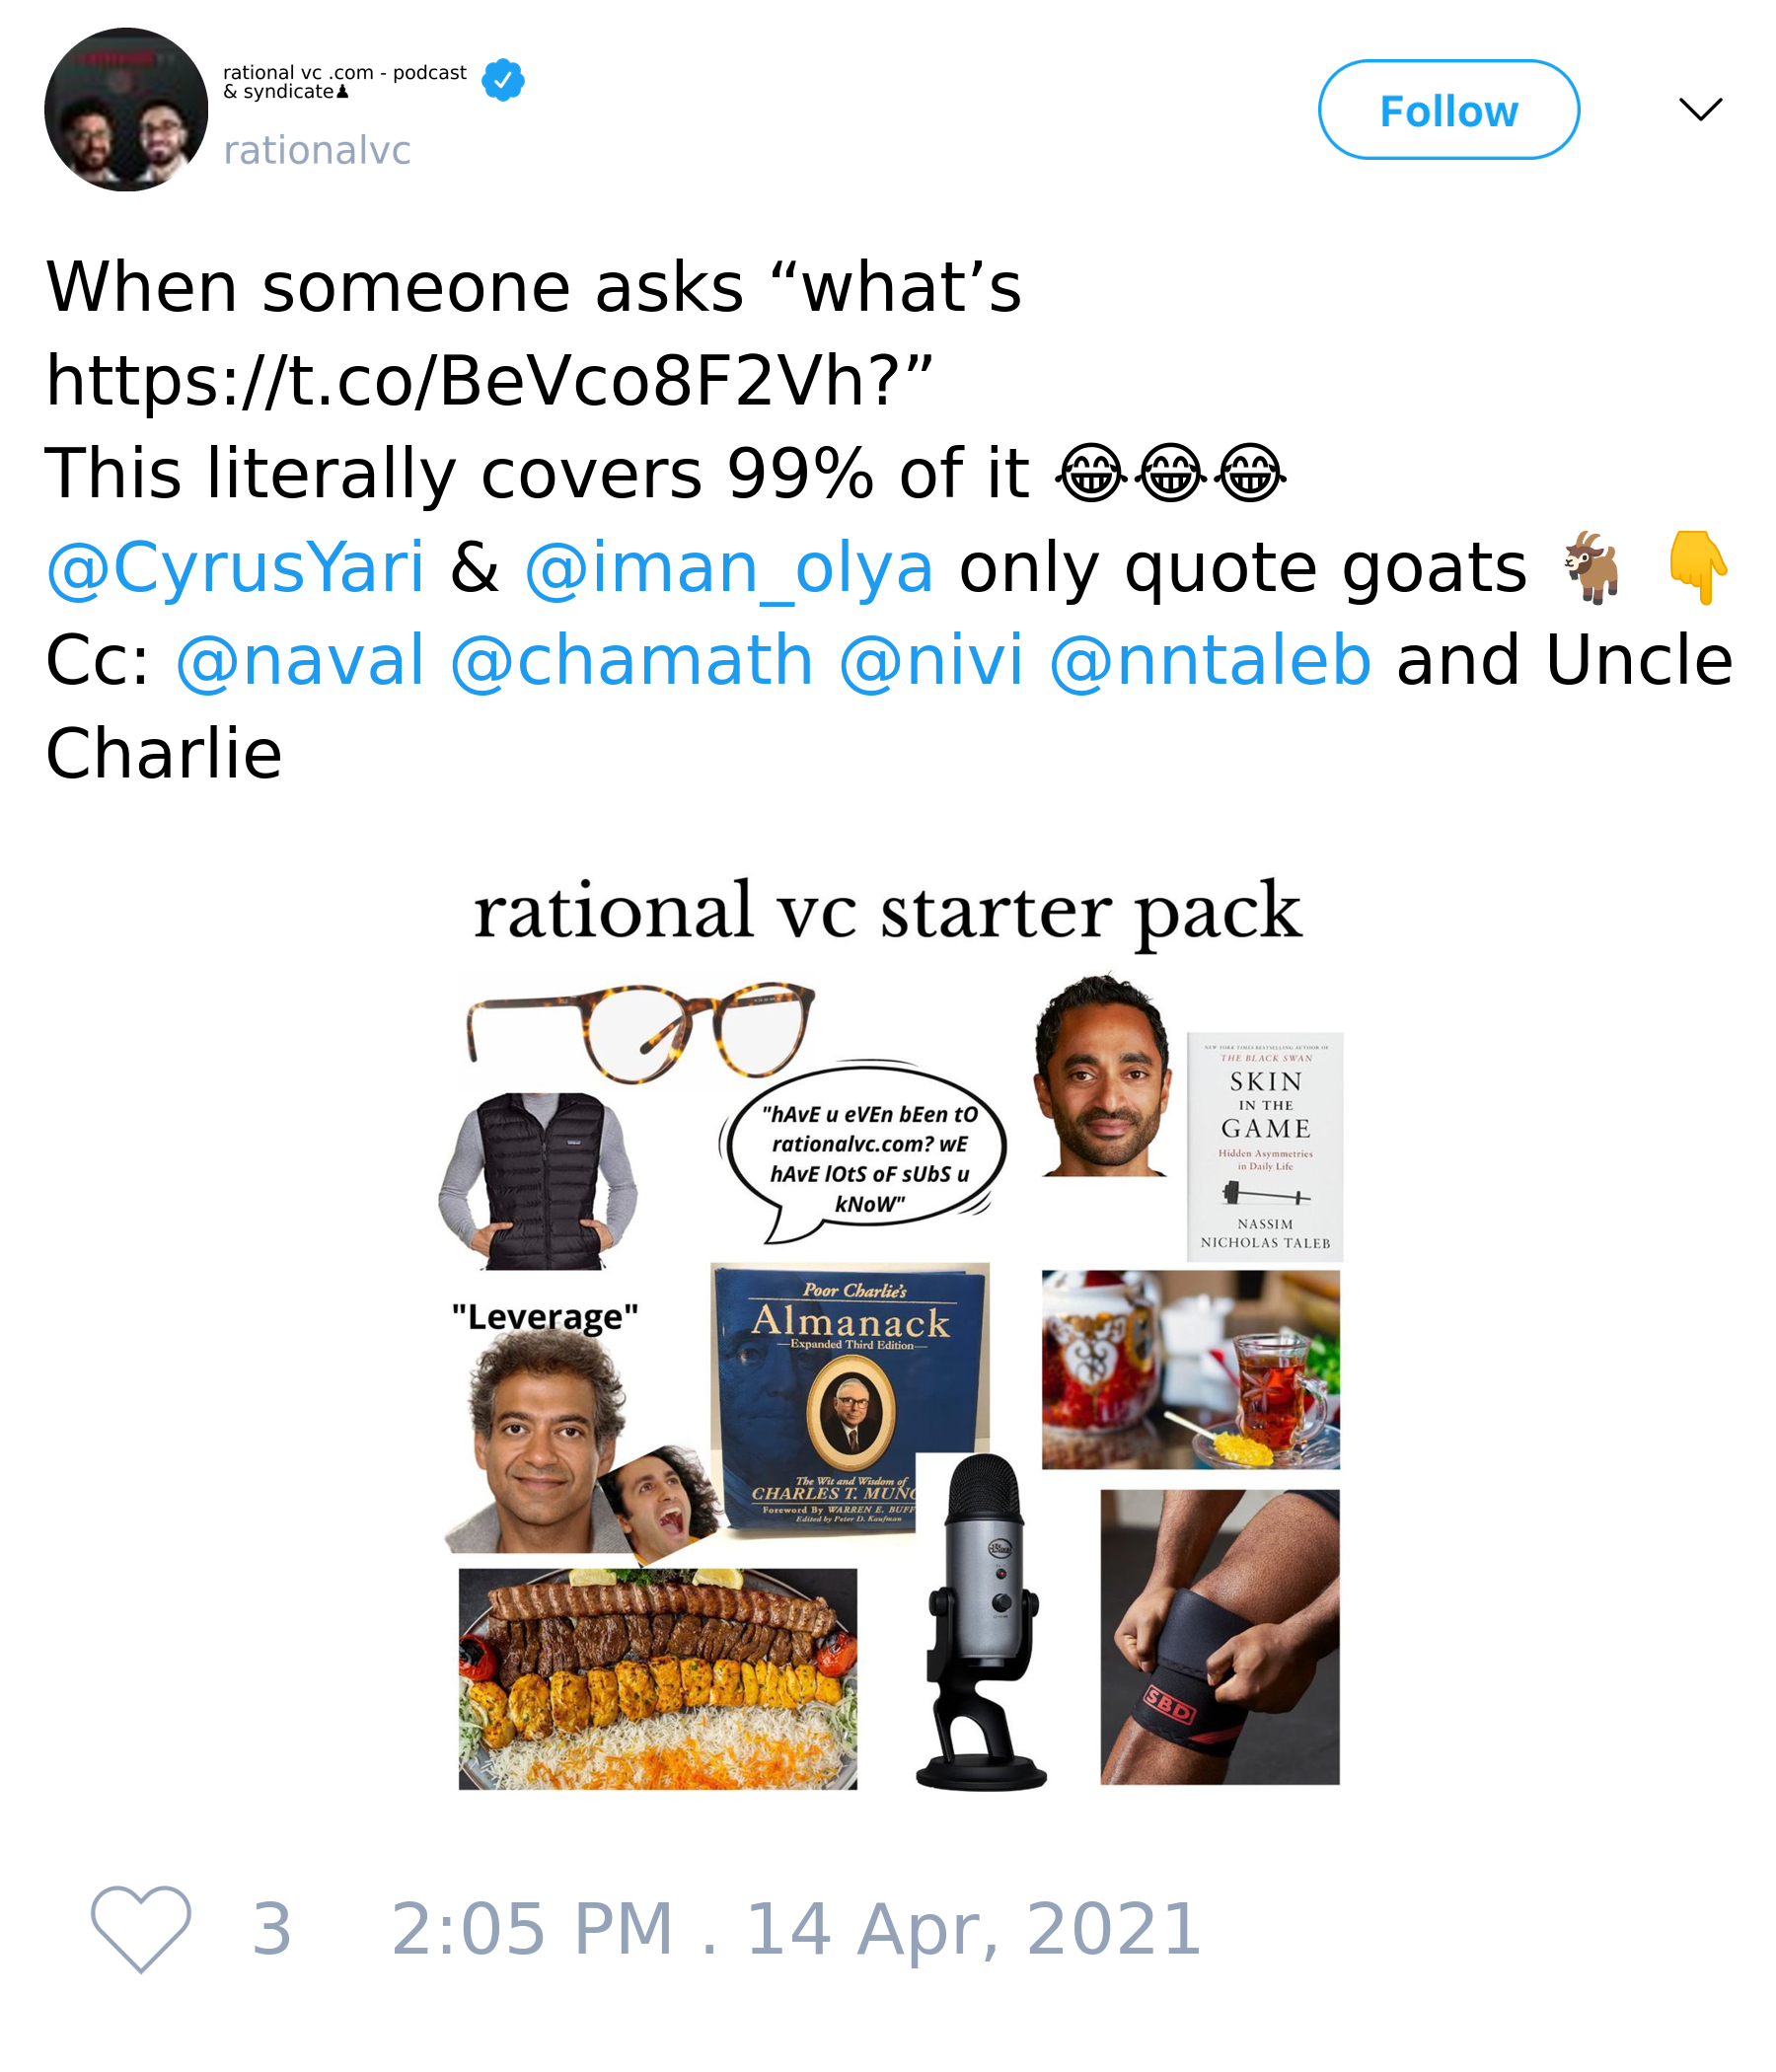 rational vc .com - podcast
& syndicate♟
rationalvc
Follow
When someone asks “what’s
https://t.co/BeVco8F2Vh?”
This literally covers 99% of it 😂😂😂
@CyrusYari & @iman_olya only quote goats 🐐 👇
Cc: @naval @chamath @nivi @nntaleb and Uncle
Charlie
rational vc starter pack
"hAvE u eVEn bEen tO
rationalvc.com? wE
hAvE lOtS oF sUbS u
kNoW"
NEW YORK TIMES BESTSELLING AUTHOR OF
THE BLACK SWAN
SKIN
IN THE
GAME
Hidden Asymmetries
in Daily Life
NASSIM
NICHOLAS TALEB
"Leverage"
Poor Charlie's
Almanack
Expanded Third Edition
The Wit and Wisdom of
CHARLES T. MUNG
Foreword By WARREN E. BUFF
Edited by Peter D. Kaufman
Blue
SBD
3 2:05 PM . 14 Apr, 2021